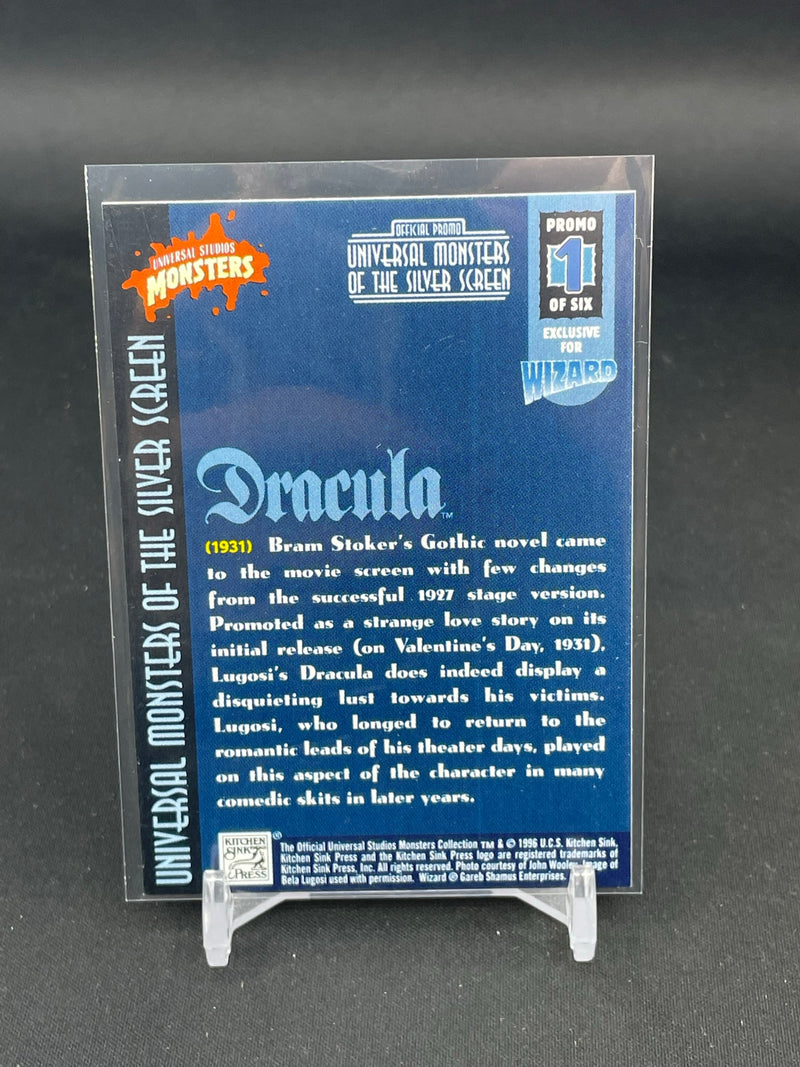 UNIVERSAL STUDIOS
MONSTERS
OFFICIAL PROMO
UNIVERSAL MONSTERS
OF THE SILVER SCREEN
PROMO
1
OF SIX
EXCLUSIVE
FOR
WIZARD
UNIVERSAL MONSTERS OF THE SILVER SCREEN
Dracula™
(1931) Bram Stoker's Gothic novel came
to the movie screen with few changes
from the successful 1927 stage version.
Promoted as a strange love story on its
initial release (on Valentine's Day, 1931),
Lugosi's Dracula does indeed display a
disquieting lust towards his victims.
Lugosi, who longed to return to the
romantic leads of his theater days, played
on this aspect of the character in many
comedic skits in later years.
KITCHEN
SINK
PRESS
®
The Official Universal Studios Monsters Collection TM & © 1996 U.C.S. Kitchen Sink,
Kitchen Sink Press and the Kitchen Sink Press logo are registered trademarks of
Kitchen Sink Press, Inc. All rights reserved. Photo courtesy of John Wooley. Image of
Bela Lugosi used with permission. Wizard © Gareb Shamus Enterprises.